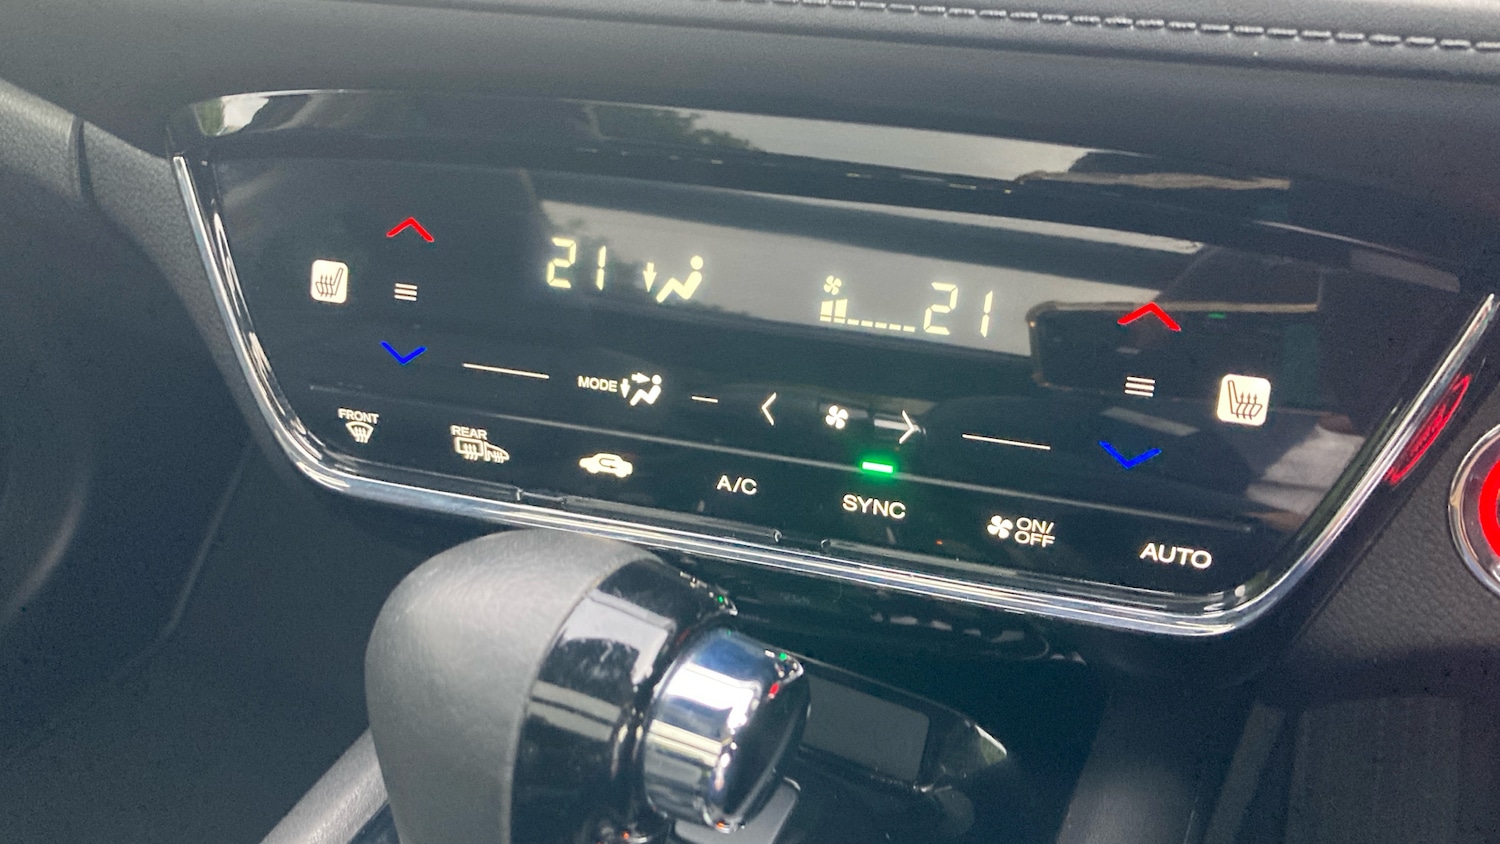 21
21
MODE
FRONT
REAR
A/C
SYNC
ON/
OFF
AUTO